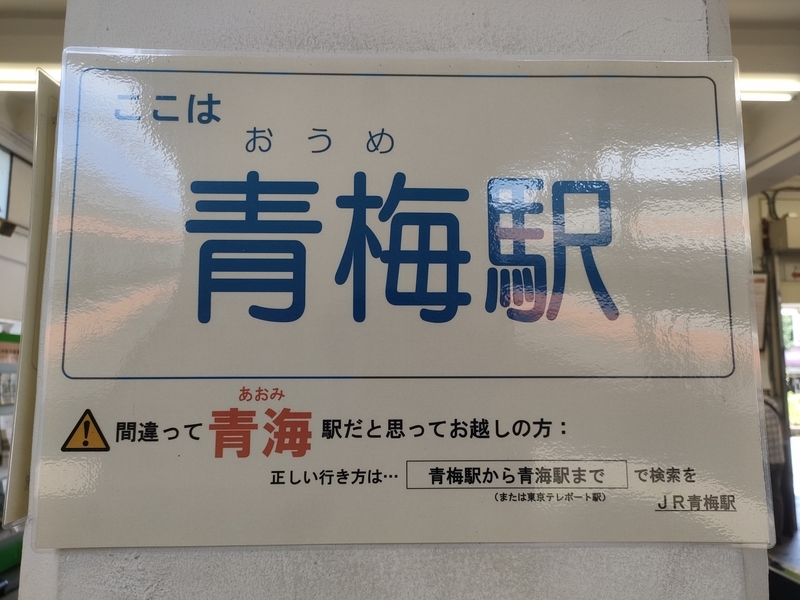 ここは
おうめ
青梅駅
あおみ
間違って青海駅だと思ってお越しの方：
正しい行き方は… 青梅駅から青海駅まで で検索を
（または東京テレポート駅）
ＪＲ青梅駅